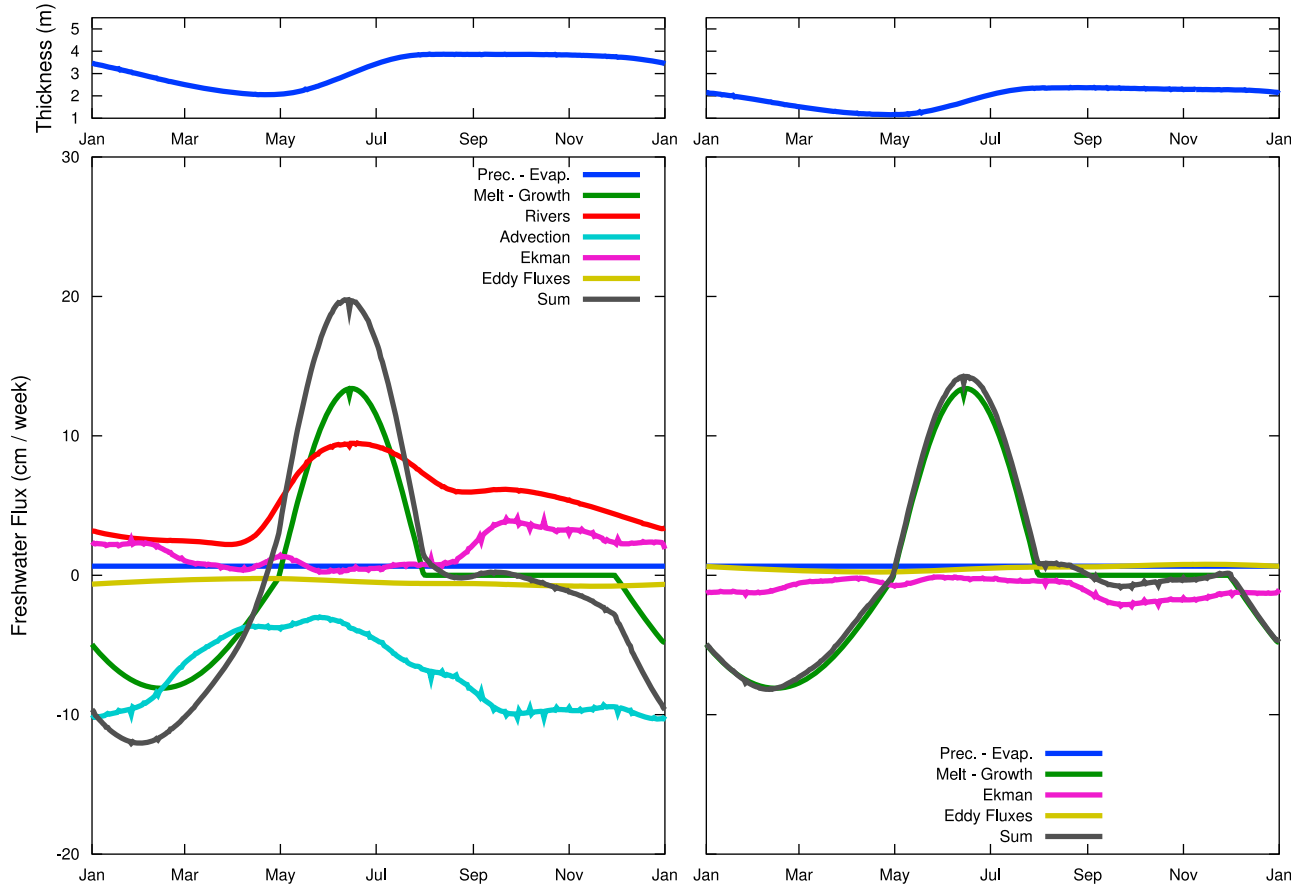 Thickness (m)
5
4
3
2
1
Jan Mar May Jul Sep Nov Jan
Jan Mar May Jul Sep Nov Jan
Freshwater Flux (cm / week)
30
20
10
0
-10
-20
Prec. - Evap.
Melt - Growth
Rivers
Advection
Ekman
Eddy Fluxes
Sum
Jan Mar May Jul Sep Nov Jan
Prec. - Evap.
Melt - Growth
Ekman
Eddy Fluxes
Sum
Jan Mar May Jul Sep Nov Jan